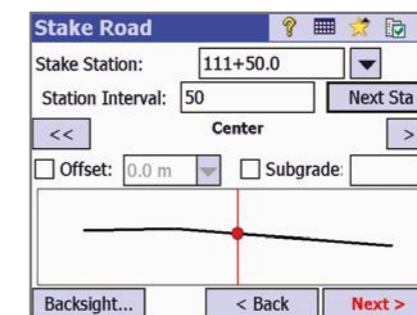 Stake Road ?
Stake Station: 111+50.0
Station Interval: 50 Next Sta
<< Center >
Offset: 0.0 m Subgrade:
Backsight... < Back Next >